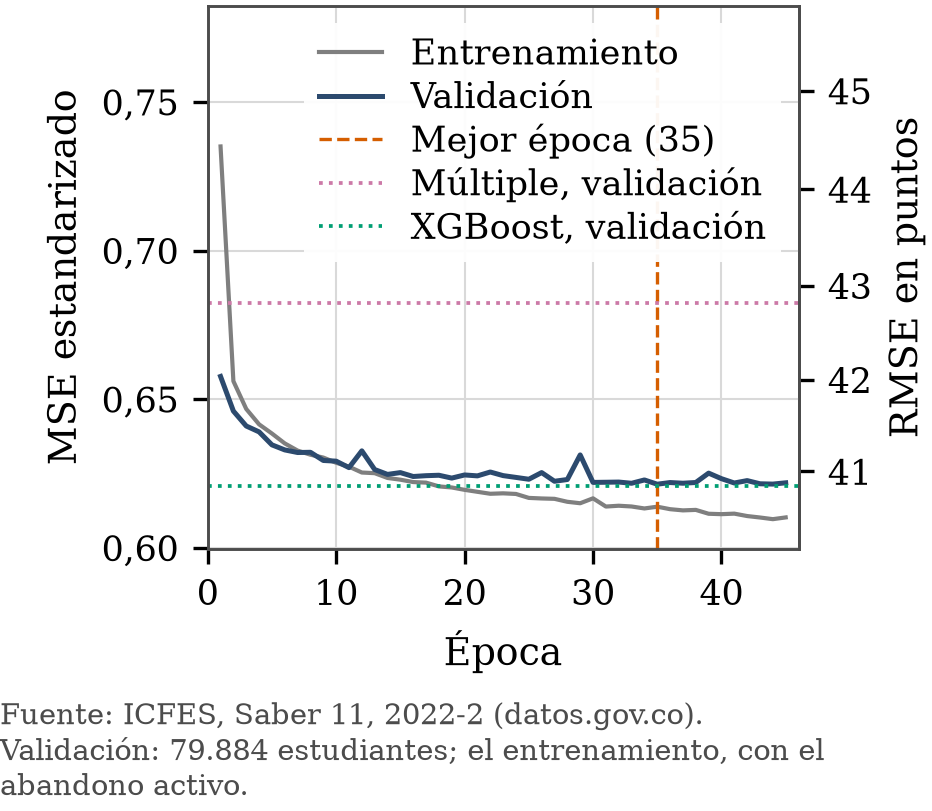 Entrenamiento
Validación
Mejor época (35)
Múltiple, validación
XGBoost, validación
MSE estandarizado
0,75
0,70
0,65
0,60
RMSE en puntos
45
44
43
42
41
0 10 20 30 40
Época
Fuente: ICFES, Saber 11, 2022-2 (datos.gov.co).
Validación: 79.884 estudiantes; el entrenamiento, con el
abandono activo.